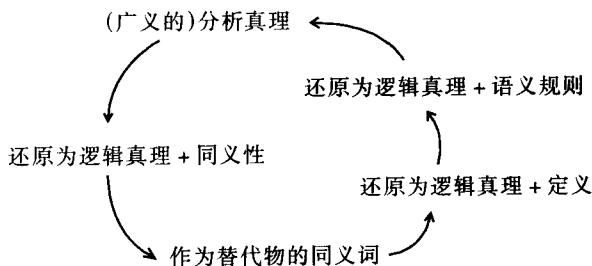 (广义的)分析真理
还原为逻辑真理 + 语义规则
还原为逻辑真理 + 同义性
还原为逻辑真理 + 定义
作为替代物的同义词